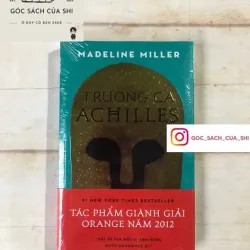 GÓC SÁCH CỦA SHI
MADELINE MILLER
TRƯỜNG CA
ACHILLES
GOC_SACH_CUA_SHI_
#1 NEW YORK TIMES BESTSELLER
TÁC PHẨM GIÀNH GIẢI
ORANGE NĂM 2012